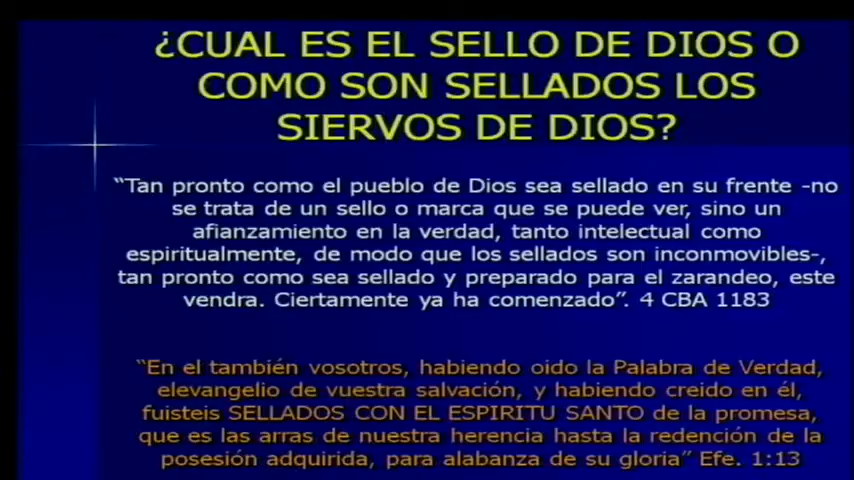 ¿CUAL ES EL SELLO DE DIOS O
COMO SON SELLADOS LOS
SIERVOS DE DIOS?
“Tan pronto como el pueblo de Dios sea sellado en su frente -no
se trata de un sello o marca que se puede ver, sino un
afianzamiento en la verdad, tanto intelectual como
espiritualmente, de modo que los sellados son inconmovibles-,
tan pronto como sea sellado y preparado para el zarandeo, este
vendra. Ciertamente ya ha comenzado”. 4 CBA 1183
“En el también vosotros, habiendo oido la Palabra de Verdad,
elevangelio de vuestra salvación, y habiendo creido en él,
fuisteis SELLADOS CON EL ESPIRITU SANTO de la promesa,
que es las arras de nuestra herencia hasta la redención de la
posesión adquirida, para alabanza de su gloria” Efe. 1:13